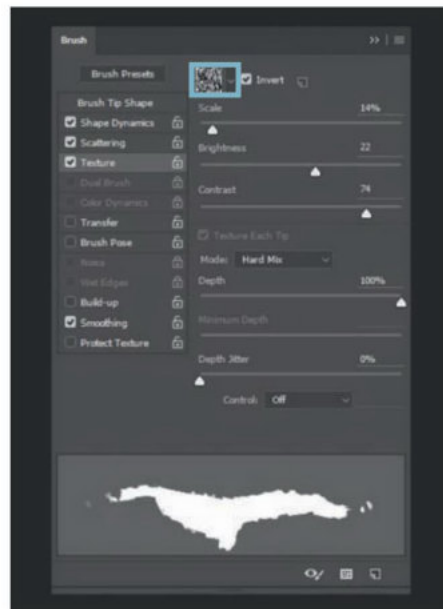 Brush
Brush Presets
Invert
Brush Tip Shape
Scale 14%
Shape Dynamics
Scattering
Brightness 22
Texture
Dual Brush
Contrast 74
Color Dynamics
Transfer
Texture Each Tip
Brush Pose
Mode: Hard Mix
Noise
Depth 100%
Wet Edges
Build-up
Minimum Depth
Smoothing
Protect Texture
Depth Jitter 0%
Control: Off